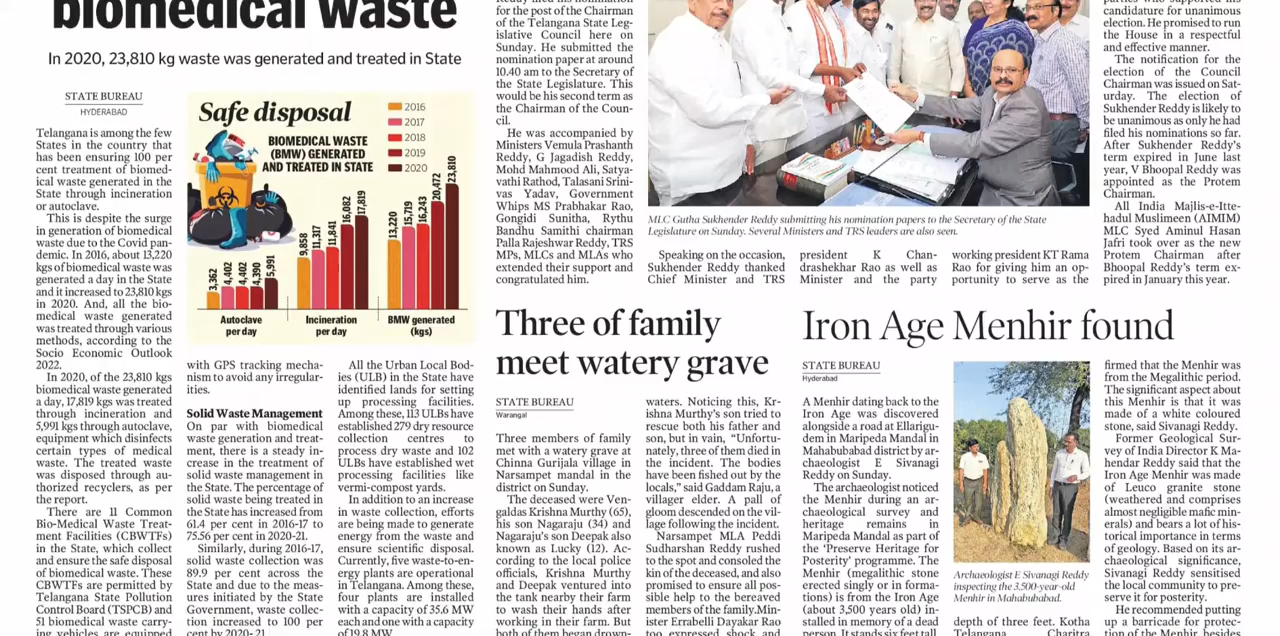 biomedical waste
In 2020, 23,810 kg waste was generated and treated in State
STATE BUREAU
HYDERABAD
Telangana is among the few
States in the country that
has been ensuring 100 per
cent treatment of biomed-
ical waste generated in the
State through incineration
or autoclave.
This is despite the surge
in generation of biomedical
waste due to the Covid pan-
demic. In 2016, about 13,220
kgs of biomedical waste was
generated a day in the State
and it increased to 23,810 kgs
in 2020. And, all the bio-
medical waste generated
was treated through various
methods, according to the
Socio Economic Outlook
2022.
In 2020, of the 23,810 kgs
biomedical waste generated
a day, 17,819 kgs was treated
through incineration and
5,991 kgs through autoclave,
equipment which disinfects
certain types of medical
waste. The treated waste
was disposed through au-
thorized recyclers, as per
the report.
There are 11 Common
Bio-Medical Waste Treat-
ment Facilities (CBWTFs)
in the State, which collect
and ensure the safe disposal
of biomedical waste. These
CBWTFs are permitted by
Telangana State Pollution
Control Board (TSPCB) and
51 biomedical waste carry-
ing vehicles are equipped
Safe disposal
BIOMEDICAL WASTE
(BMW) GENERATED
AND TREATED IN STATE
2016
2017
2018
2019
2020
3,362
4,402
4,402
4,390
5,991
9,858
11,317
11,841
16,082
17,819
13,220
15,719
16,243
20,472
23,810
Autoclave
per day
Incineration
per day
BMW generated
(kgs)
with GPS tracking mecha-
nism to avoid any irregular-
ities.
Solid Waste Management
On par with biomedical
waste generation and treat-
ment, there is a steady in-
crease in the treatment of
solid waste management in
the State. The percentage of
solid waste being treated in
the State has increased from
61.4 per cent in 2016-17 to
75.56 per cent in 2020-21.
Similarly, during 2016-17,
solid waste collection was
89.9 per cent across the
State and due to the meas-
ures initiated by the State
Government, waste collec-
tion increased to 100 per
cent by 2020-21
All the Urban Local Bod-
ies (ULB) in the State have
identified lands for setting
up processing facilities.
Among these, 113 ULBs have
established 279 dry resource
collection centres to
process dry waste and 102
ULBs have established wet
processing facilities like
vermi-compost yards.
In addition to an increase
in waste collection, efforts
are being made to generate
energy from the waste and
ensure scientific disposal.
Currently, five waste-to-en-
ergy plants are operational
in Telangana. Among these,
four plants are installed
with a capacity of 35.6 MW
each and one with a capacity
of 19.8 MW
for the post of the Chairman
of the Telangana State Leg-
islative Council here on
Sunday. He submitted the
nomination paper at around
10.40 am to the Secretary of
the State Legislature. This
would be his second term as
the Chairman of the Coun-
cil.
He was accompanied by
Ministers Vemula Prashanth
Reddy, G Jagadish Reddy,
Mohd Mahmood Ali, Satya-
vathi Rathod, Talasani Srini-
vas Yadav, Government
Whips MS Prabhakar Rao,
Gongidi Sunitha, Rythu
Bandhu Samithi chairman
Palla Rajeshwar Reddy, TRS
MPs, MLCs and MLAs who
extended their support and
congratulated him.
MLC Gutha Sukhender Reddy submitting his nomination papers to the Secretary of the State
Legislature on Sunday. Several Ministers and TRS leaders are also seen.
Speaking on the occasion,
Sukhender Reddy thanked
Chief Minister and TRS
president K Chan-
drashekhar Rao as well as
Minister and the party
working president KT Rama
Rao for giving him an op-
portunity to serve as the
candidature for unanimous
election. He promised to run
the House in a respectful
and effective manner.
The notification for the
election of the Council
Chairman was issued on Sat-
urday. The election of
Sukhender Reddy is likely to
be unanimous as only he had
filed his nominations so far.
After Sukhender Reddy's
term expired in June last
year, V Bhoopal Reddy was
appointed as the Protem
Chairman.
All India Majlis-e-Itte-
hadul Muslimeen (AIMIM)
MLC Syed Aminul Hasan
Jafri took over as the new
Protem Chairman after
Bhoopal Reddy's term ex-
pired in January this year.
Three of family
meet watery grave
STATE BUREAU
Warangal
Three members of family
met with a watery grave at
Chinna Gurijala village in
Narsampet mandal in the
district on Sunday.
The deceased were Ven-
galdas Krishna Murthy (65),
his son Nagaraju (34) and
Nagaraju's son Deepak also
known as Lucky (12). Ac-
cording to the local police
officials, Krishna Murthy
and Deepak ventured into
the tank nearby their farm
to wash their hands after
working in their farm. But
both of them began drown-
waters. Noticing this, Kr-
ishna Murthy's son tried to
rescue both his father and
son, but in vain, "Unfortu-
nately, three of them died in
the incident. The bodies
have been fished out by the
locals," said Gaddam Raju, a
villager elder. A pall of
gloom descended on the vil-
lage following the incident.
Narsampet MLA Peddi
Sudharshan Reddy rushed
to the spot and consoled the
kin of the deceased, and also
promised to ensure all pos-
sible help to the bereaved
members of the family.Min-
ister Errabelli Dayakar Rao
too expressed shock and
Iron Age Menhir found
STATE BUREAU
Hyderabad
A Menhir dating back to the
Iron Age was discovered
alongside a road at Ellarigu-
dem in Maripeda Mandal in
Mahabubabad district by ar-
chaeologist E Sivanagi
Reddy on Sunday.
The archaeologist noticed
the Menhir during an ar-
chaeological survey and
heritage remains in
Maripeda Mandal as part of
the 'Preserve Heritage for
Posterity' programme. The
Menhir (megalithic stone
erected singly or in forma-
tions) is from the Iron Age
(about 3,500 years old) in-
stalled in memory of a dead
person. It stands six feet tall
Archaeologist E Sivanagi Reddy
inspecting the 3,500-year-old
Menhir in Mahabubabad.
depth of three feet. Kotha
Telangana Charitra
firmed that the Menhir was
from the Megalithic period.
The significant aspect about
this Menhir is that it was
made of a white coloured
stone, said Sivanagi Reddy.
Former Geological Sur-
vey of India Director K Ma-
hendar Reddy said that the
Iron Age Menhir was made
of Leuco granite stone
(weathered and comprises
almost negligible mafic min-
erals) and bears a lot of his-
torical importance in terms
of geology. Based on its ar-
chaeological significance,
Sivanagi Reddy sensitised
the local community to pre-
serve it for posterity.
He recommended putting
up a barricade for protec-
tion of the Menhir besides